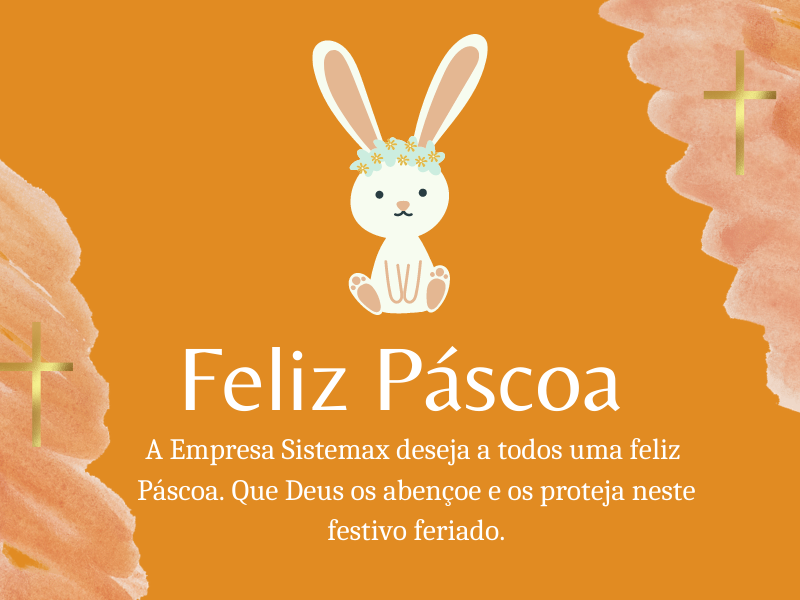 Feliz Páscoa
A Empresa Sistemax deseja a todos uma feliz
Páscoa. Que Deus os abençoe e os proteja neste
festivo feriado.